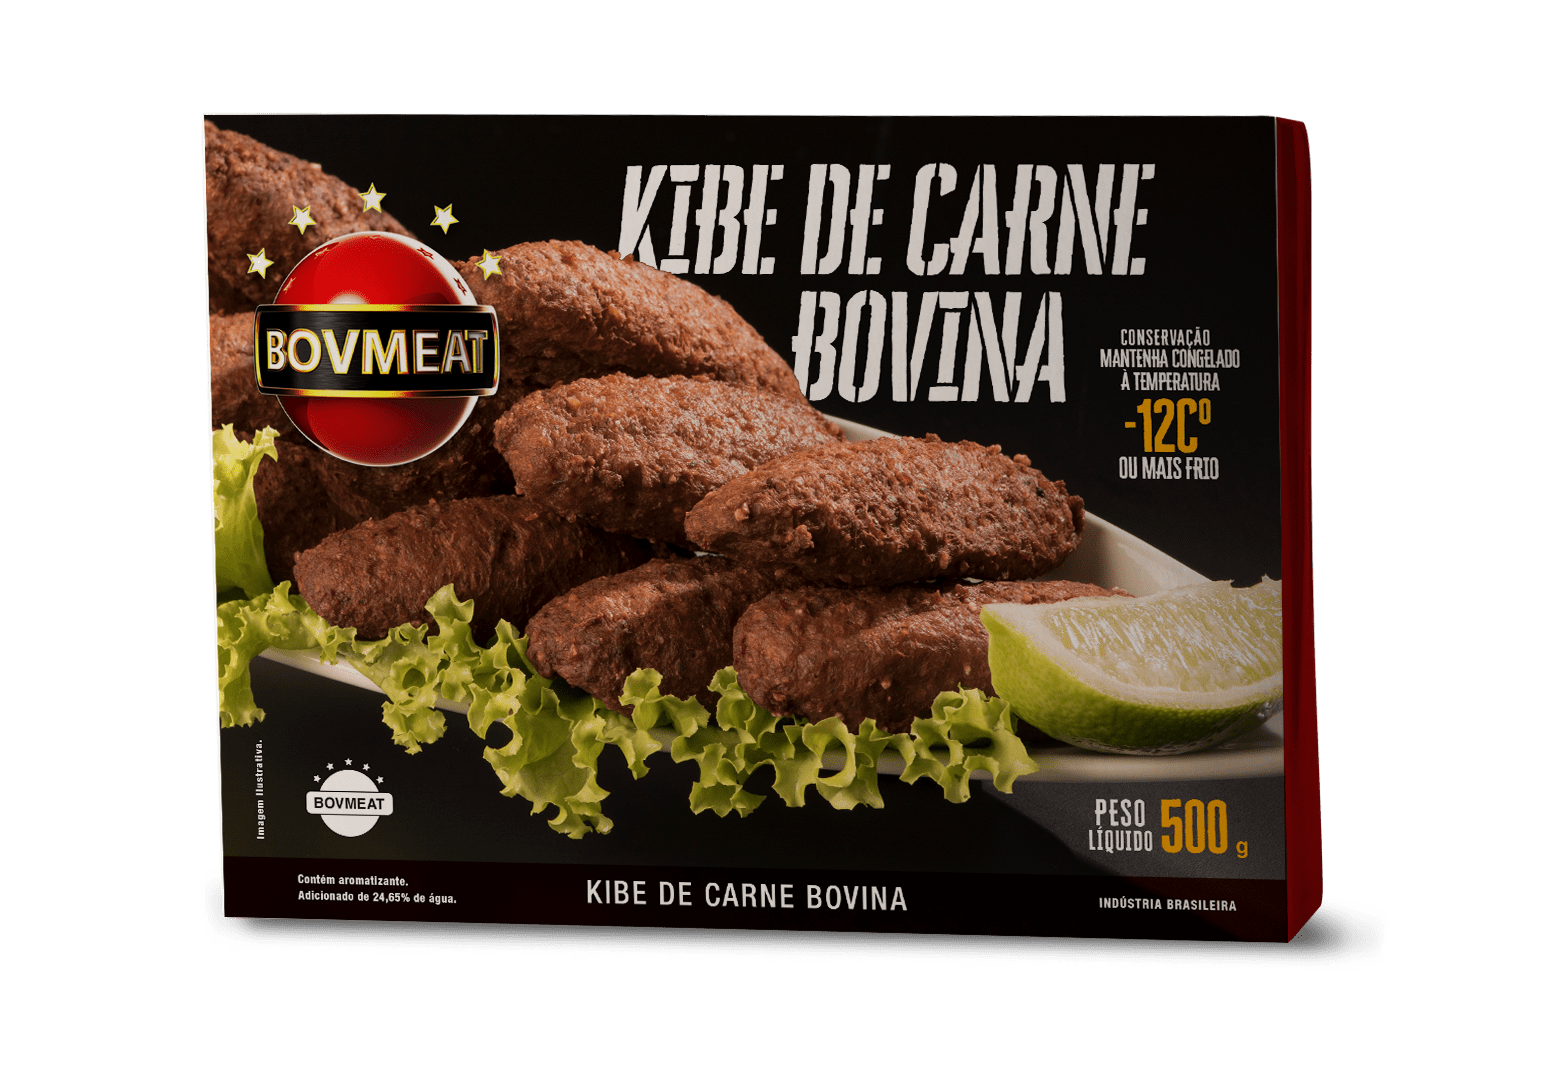 KIBE DE CARNE
BOVINA
BOVMEAT
CONSERVAÇÃO
MANTENHA CONGELADO
À TEMPERATURA
-12Cº
OU MAIS FRIO
Imagem Ilustrativa.
BOVMEAT
PESO
LÍQUIDO 500 g
Contém aromatizante.
Adicionado de 24,65% de água.
KIBE DE CARNE BOVINA
INDÚSTRIA BRASILEIRA